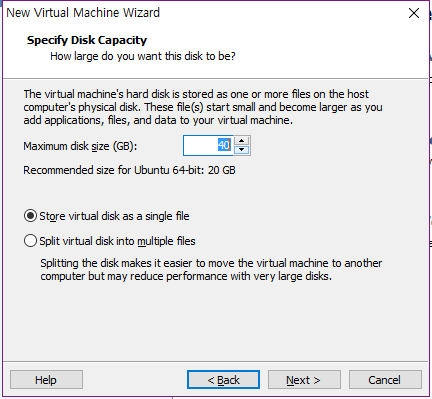 New Virtual Machine Wizard
Specify Disk Capacity
How large do you want this disk to be?
The virtual machine's hard disk is stored as one or more files on the host
computer's physical disk. These file(s) start small and become larger as you
add applications, files, and data to your virtual machine.
Maximum disk size (GB): 40
Recommended size for Ubuntu 64-bit: 20 GB
Store virtual disk as a single file
Split virtual disk into multiple files
Splitting the disk makes it easier to move the virtual machine to another
computer but may reduce performance with very large disks.
Help < Back Next > Cancel